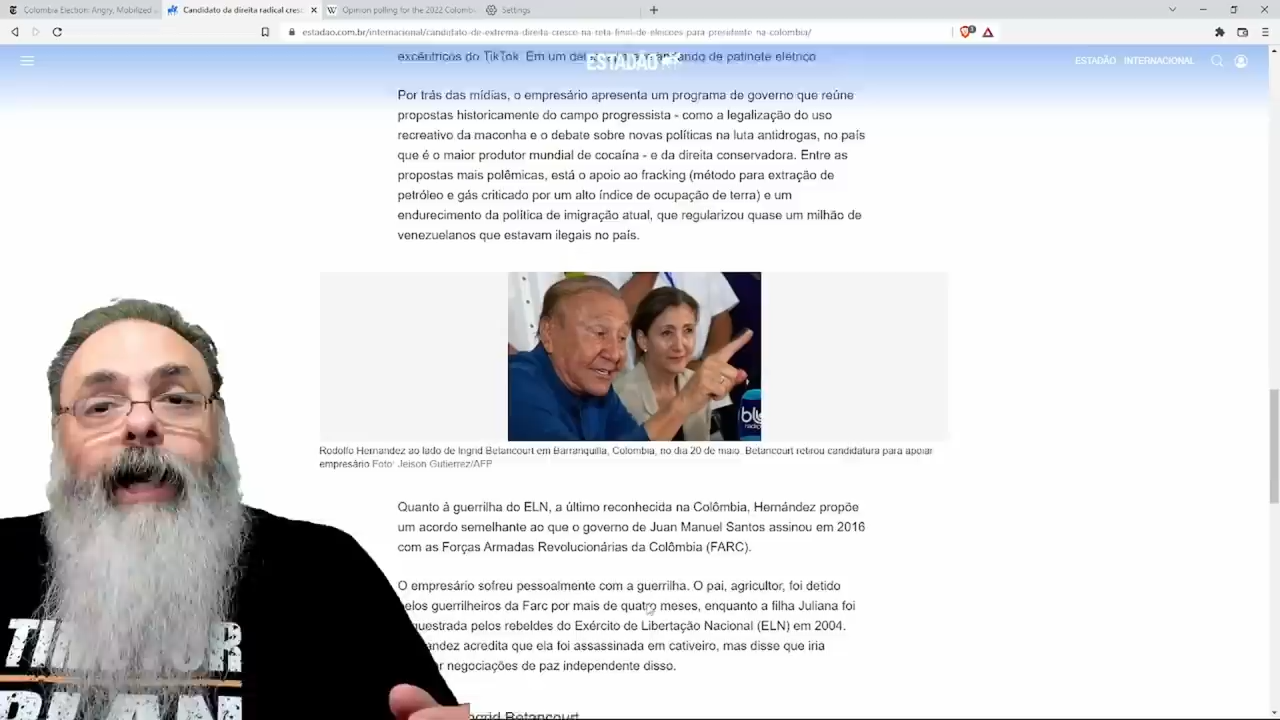 Colombia Election: Angry, Mobilized
Candidato da direita radical cresc
Opinion polling for the 2022 Colomb
Settings
estadao.com.br/internacional/candidato-de-extrema-direita-cresce-na-reta-final-de-eleicoes-para-presidente-na-colombia/
excêntricas do TikTok. Em um de andando de patinete elétrico
ESTADÃO
ESTADÃO INTERNACIONAL
Por trás das mídias, o empresário apresenta um programa de governo que reúne
propostas historicamente do campo progressista - como a legalização do uso
recreativo da maconha e o debate sobre novas políticas na luta antidrogas, no país
que é o maior produtor mundial de cocaína - e da direita conservadora. Entre as
propostas mais polêmicas, está o apoio ao fracking (método para extração de
petróleo e gás criticado por um alto índice de ocupação de terra) e um
endurecimento da política de imigração atual, que regularizou quase um milhão de
venezuelanos que estavam ilegais no país.
blu
radio
Rodolfo Hernandez ao lado de Ingrid Betancourt em Barranquilla, Colombia, no dia 20 de maio. Betancourt retirou candidatura para apoiar
empresário Foto: Jeison Gutierrez/AFP
Quanto à guerrilha do ELN, a último reconhecida na Colômbia, Hernández propõe
um acordo semelhante ao que o governo de Juan Manuel Santos assinou em 2016
com as Forças Armadas Revolucionárias da Colômbia (FARC).
O empresário sofreu pessoalmente com a guerrilha. O pai, agricultor, foi detido
pelos guerrilheiros da Farc por mais de quatro meses, enquanto a filha Juliana foi
questrada pelos rebeldes do Exército de Libertação Nacional (ELN) em 2004.
andez acredita que ela foi assassinada em cativeiro, mas disse que iria
r negociações de paz independente disso.
ngrid Betancourt